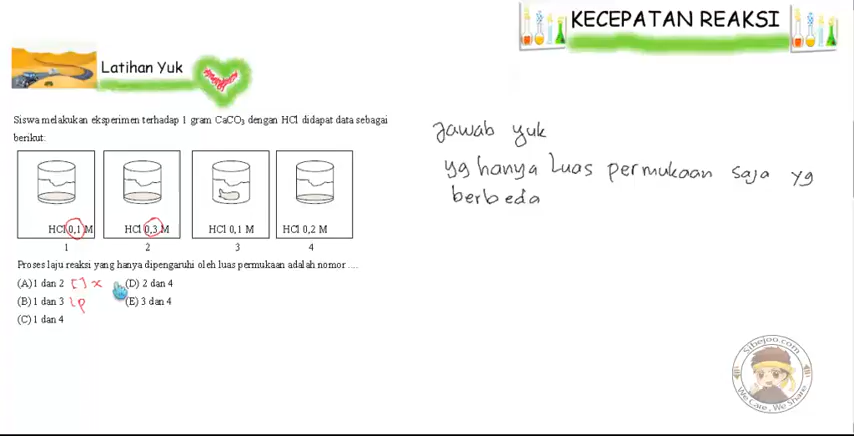 KECEPATAN REAKSI
Latihan Yuk
Siswa melakukan eksperimen terhadap 1 gram CaCO₃ dengan HCl didapat data sebagai
berikut:
HCl 0,1 M
HCl 0,3 M
HCl 0,1 M
HCl 0,2 M
1
2
3
4
Proses laju reaksi yang hanya dipengaruhi oleh luas permukaan adalah nomor ....
(A) 1 dan 2 [ ] x
(D) 2 dan 4
(B) 1 dan 3 Lp
(E) 3 dan 4
(C) 1 dan 4
Jawab yuk
yg hanya Luas permukaan saja yg
berbeda
Sibejoo.com
We Care, We Share